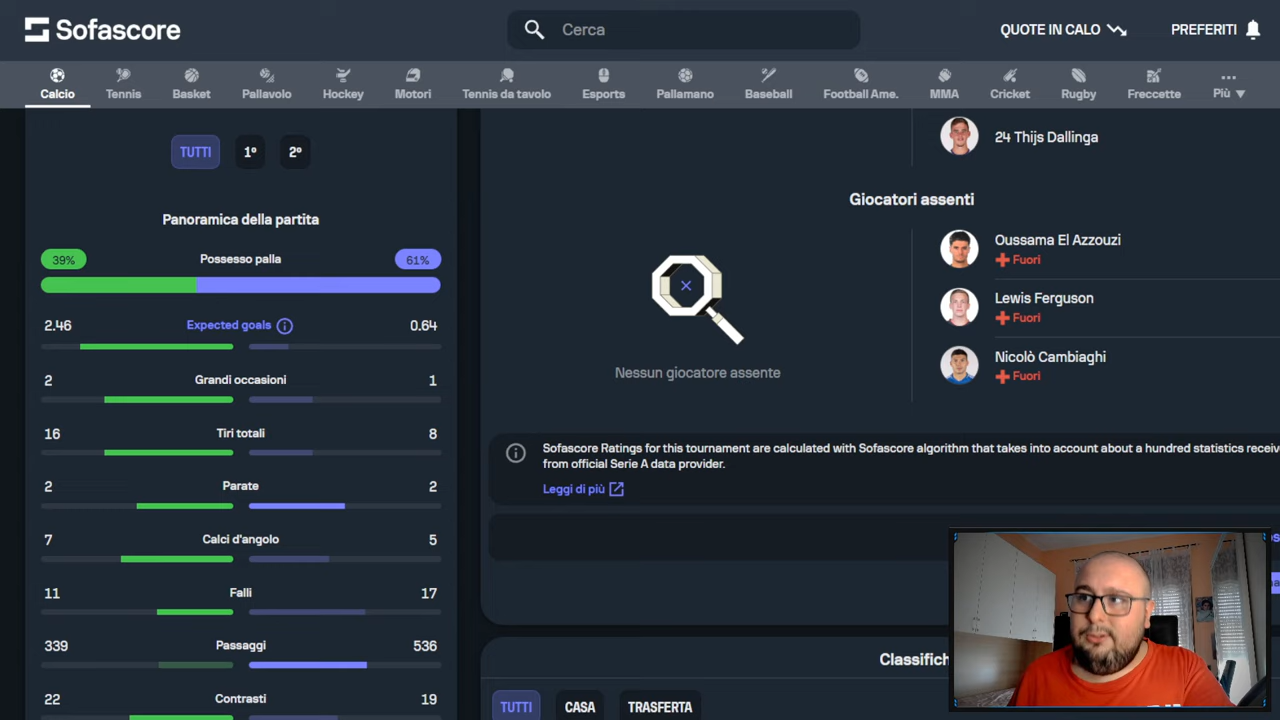 Sofascore
Cerca
QUOTE IN CALO
PREFERITI
Calcio
Tennis
Basket
Pallavolo
Hockey
Motori
Tennis da tavolo
Esports
Pallamano
Baseball
Football Ame.
MMA
Cricket
Rugby
Freccette
Più ▼
TUTTI 1º 2º
Panoramica della partita
39% Possesso palla 61%
2.46 Expected goals 0.64
2 Grandi occasioni 1
16 Tiri totali 8
2 Parate 2
7 Calci d'angolo 5
11 Falli 17
339 Passaggi 536
22 Contrasti 19
24 Thijs Dallinga
Giocatori assenti
Nessun giocatore assente
Oussama El Azzouzi
Fuori
Lewis Ferguson
Fuori
Nicolò Cambiaghi
Fuori
Sofascore Ratings for this tournament are calculated with Sofascore algorithm that takes into account about a hundred statistics
from official Serie A data provider.
Leggi di più
TUTTI CASA TRASFERTA